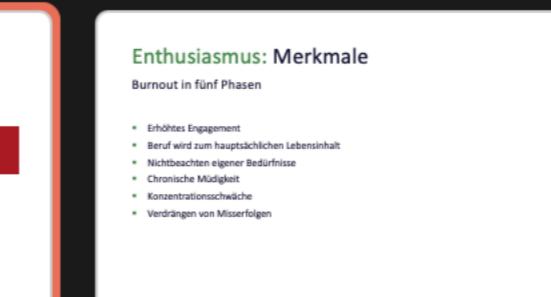 Enthusiasmus: Merkmale
Burnout in fünf Phasen
Erhöhtes Engagement
Beruf wird zum hauptsächlichen Lebensinhalt
Nichtbeachten eigener Bedürfnisse
Chronische Müdigkeit
Konzentrationsschwäche
Verdrängen von Misserfolgen